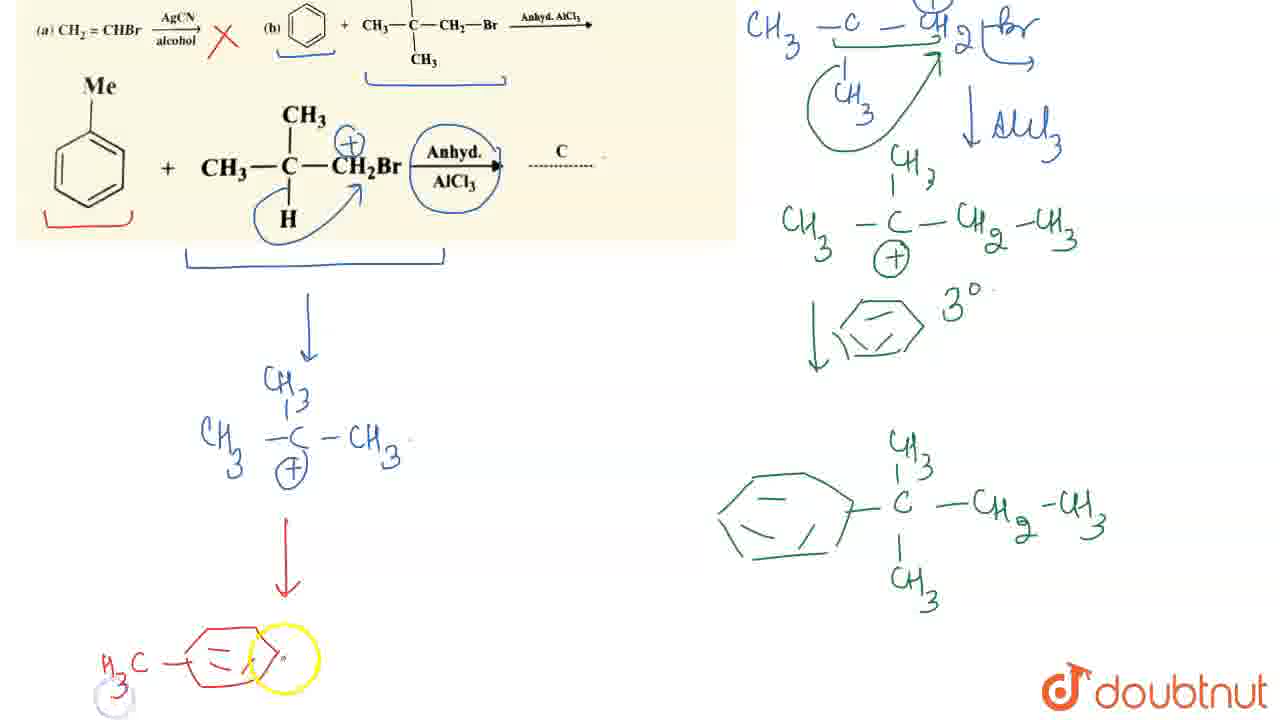 (a) CH2 = CHBr AgCN alcohol (b) + CH3—C—CH2—Br Anhyd. AlCl3
CH3
Me
CH3
+ CH3—C—CH2Br Anhyd. AlCl3 C
H
+
CH3 — C — CH2 Br
CH3
AlCl3
CH3
CH3 — C — CH2 — CH3
+
3°
CH3
CH3 — C — CH3
+
CH3
C — CH2 — CH3
CH3
H3C
doubtnut